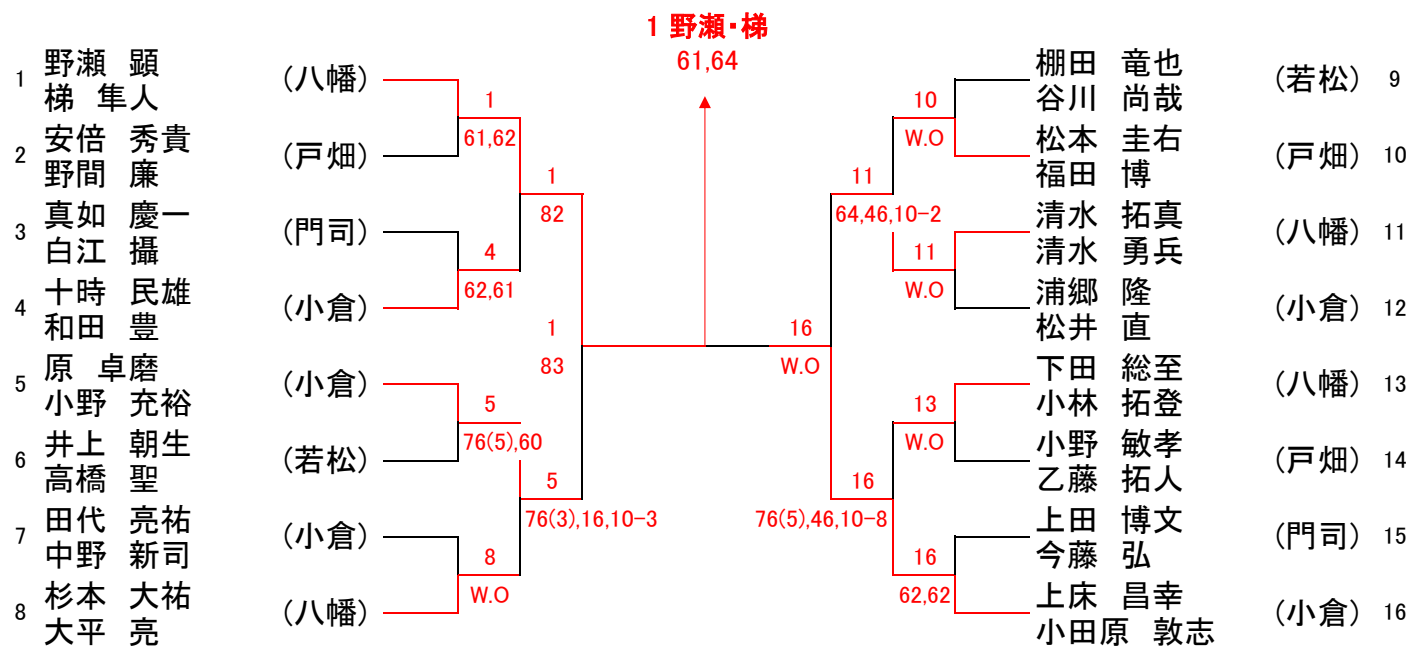 1 野瀬・梯
61,64
1 野瀬 顕 (八幡)
梯 隼人
2 安倍 秀貴 (戸畑)
野間 廉
3 真如 慶一 (門司)
白江 攝
4 十時 民雄 (小倉)
和田 豊
5 原 卓磨 (小倉)
小野 充裕
6 井上 朝生 (若松)
高橋 聖
7 田代 亮祐 (小倉)
中野 新司
8 杉本 大祐 (八幡)
大平 亮
1
61,62
4
62,61
5
76(5),60
8
W.O
1
82
5
76(3),16,10-3
1
83
16
W.O
11
64,46,10-2
16
76(5),46,10-8
10
W.O
11
W.O
13
W.O
16
62,62
棚田 竜也 (若松) 9
谷川 尚哉
松本 圭右 (戸畑) 10
福田 博
清水 拓真 (八幡) 11
清水 勇兵
浦郷 隆 (小倉) 12
松井 直
下田 総至 (八幡) 13
小林 拓登
小野 敏孝 (戸畑) 14
乙藤 拓人
上田 博文 (門司) 15
今藤 弘
上床 昌幸 (小倉) 16
小田原 敦志